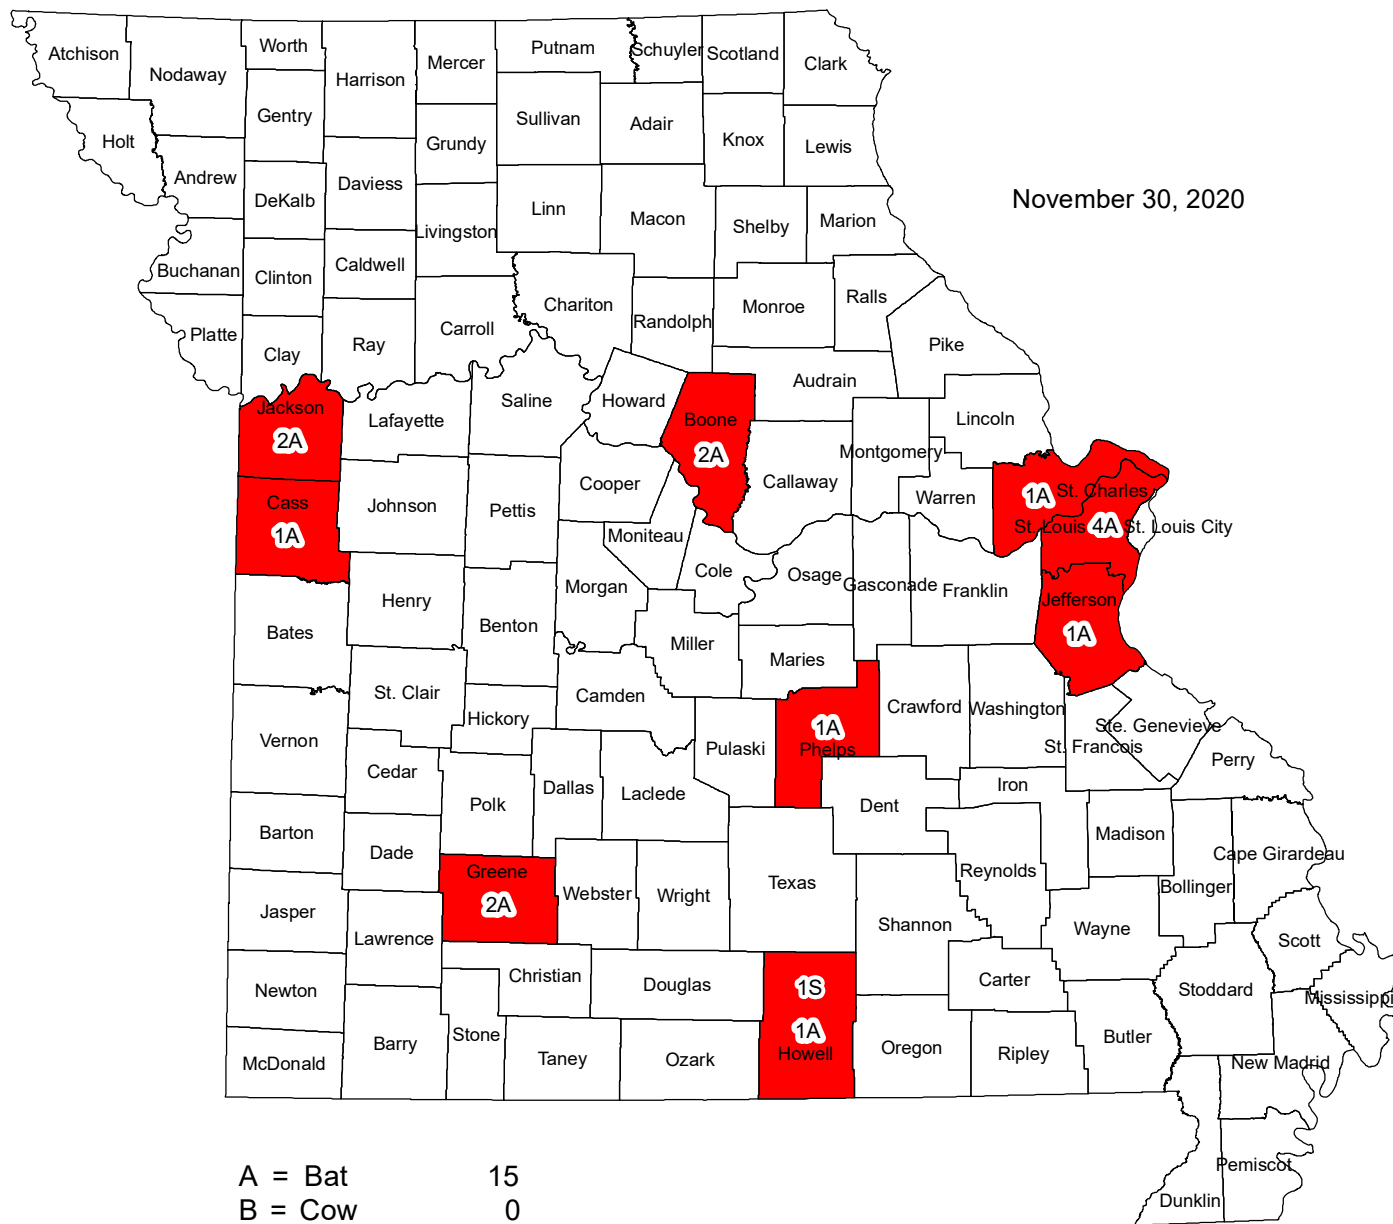 Atchison
Nodaway
Worth
Harrison
Mercer
Putnam
Schuyler
Scotland
Clark
Holt
Gentry
Sullivan
Adair
Knox
Lewis
Grundy
Andrew
DeKalb
Daviess
Linn
Macon
Shelby
Marion
November 30, 2020
Livingston
Buchanan
Clinton
Caldwell
Chariton
Randolph
Monroe
Ralls
Platte
Clay
Ray
Carroll
Pike
Audrain
Jackson
2A
Lafayette
Saline
Howard
Boone
2A
Lincoln
Montgomery
Callaway
Warren
1A
St. Charles
St. Louis
4A
St. Louis City
Cass
1A
Johnson
Pettis
Cooper
Moniteau
Cole
Osage
Gasconade
Franklin
Jefferson
1A
Morgan
Henry
Benton
Bates
Miller
Maries
St. Clair
Camden
Hickory
Crawford
Washington
Ste. Genevieve
St. Francois
Vernon
Pulaski
1A
Phelps
Perry
Cedar
Polk
Dallas
Laclede
Dent
Iron
Barton
Dade
Madison
Cape Girardeau
Greene
2A
Webster
Wright
Texas
Reynolds
Bollinger
Jasper
Lawrence
Shannon
Wayne
Scott
Christian
Douglas
1S
1A
Howell
Carter
Stoddard
Mississippi
Newton
Barry
Stone
Taney
Ozark
Oregon
Ripley
Butler
New Madrid
McDonald
Pemiscot
Dunklin
A = Bat 15
B = Cow 0